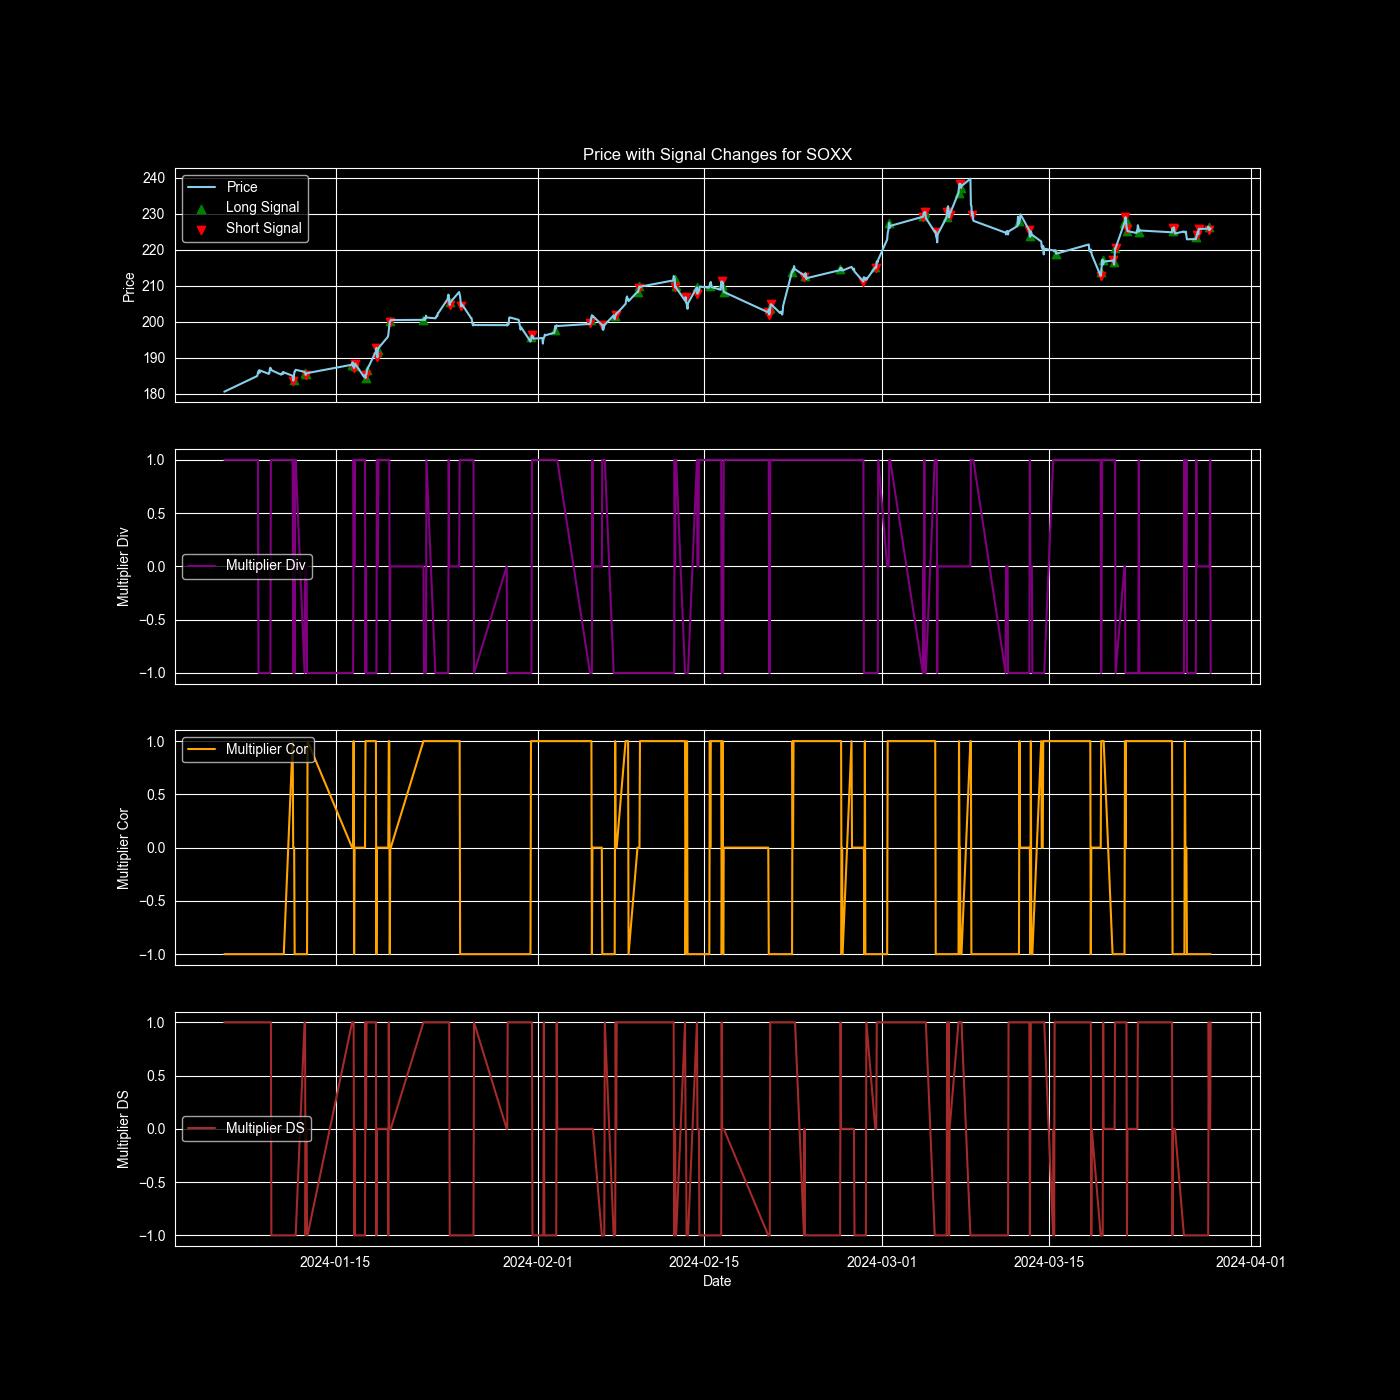 Price with Signal Changes for SOXX
240
230
220
210
200
190
180
Price
Price
Long Signal
Short Signal
1.0
0.5
0.0
−0.5
−1.0
Multiplier Div
Multiplier Div
1.0
0.5
0.0
−0.5
−1.0
Multiplier Cor
Multiplier Cor
1.0
0.5
0.0
−0.5
−1.0
Multiplier DS
Multiplier DS
2024-01-15
2024-02-01
2024-02-15
2024-03-01
2024-03-15
2024-04-01
Date